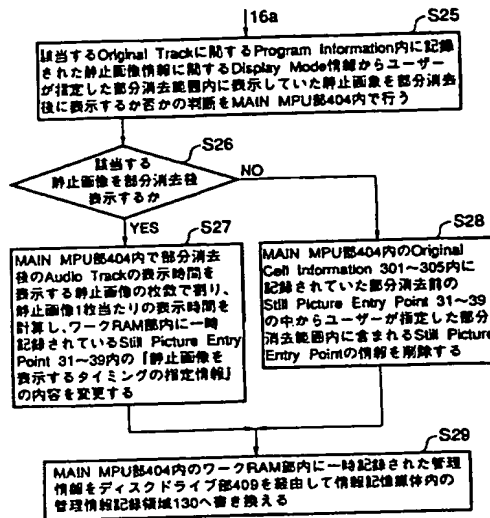 16a
S25
該当するOriginal Trackに関するProgram Information内に記録
された静止画像情報に関するDisplay Mode情報からユーザー
が指定した部分消去範囲内に表示していた静止画象を部分消去
後に表示するか否かの判断をMAIN MPU部404内で行う
S26
該当する
静止画像を部分消去後
表示するか
NO
YES
S27
MAIN MPU部404内で部分消去
後のAudio Trackの表示時間を
表示する静止画像の枚数で割り、
静止画像1枚当たりの表示時間を
計算し、ワークRAM部内に一時
記録されているStill Picture Entry
Point 31～39内の『静止画像を
表示するタイミングの指定情報』
の内容を変更する
S28
MAIN MPU部404内のOriginal
Cell Information 301～305内に
記録されていた部分消去前の
Still Picture Entry Point 31～39
の中からユーザーが指定した部分
消去範囲内に含まれるStill Picture
Entry Pointの情報を削除する
S29
MAIN MPU部404内のワークRAM部内に一時記録された管理
情報をディスクドライブ部409を経由して情報記憶媒体内の
管理情報記録領域130へ書き換える